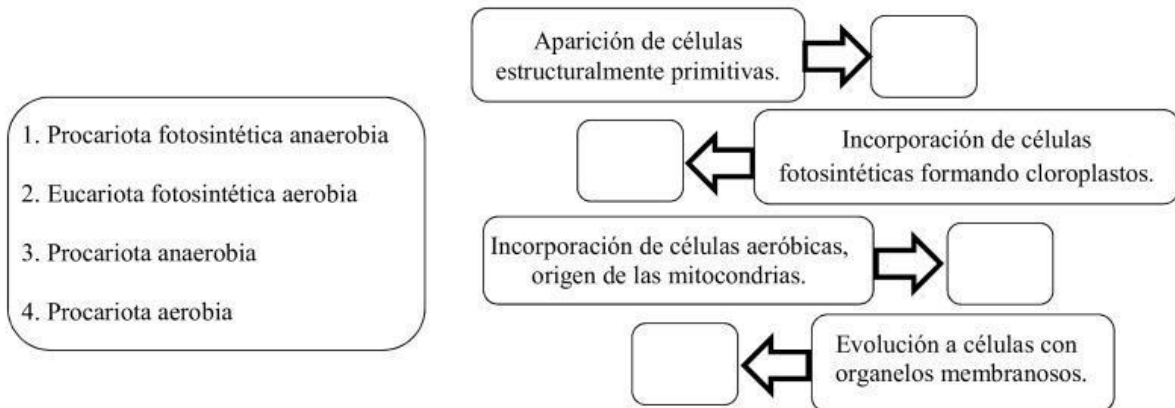 1. Procariota fotosintética anaerobia
2. Eucariota fotosintética aerobia
3. Procariota anaerobia
4. Procariota aerobia
Aparición de células
estructuralmente primitivas.
Incorporación de células
fotosintéticas formando cloroplastos.
Incorporación de células aeróbicas,
origen de las mitocondrias.
Evolución a células con
organelos membranosos.